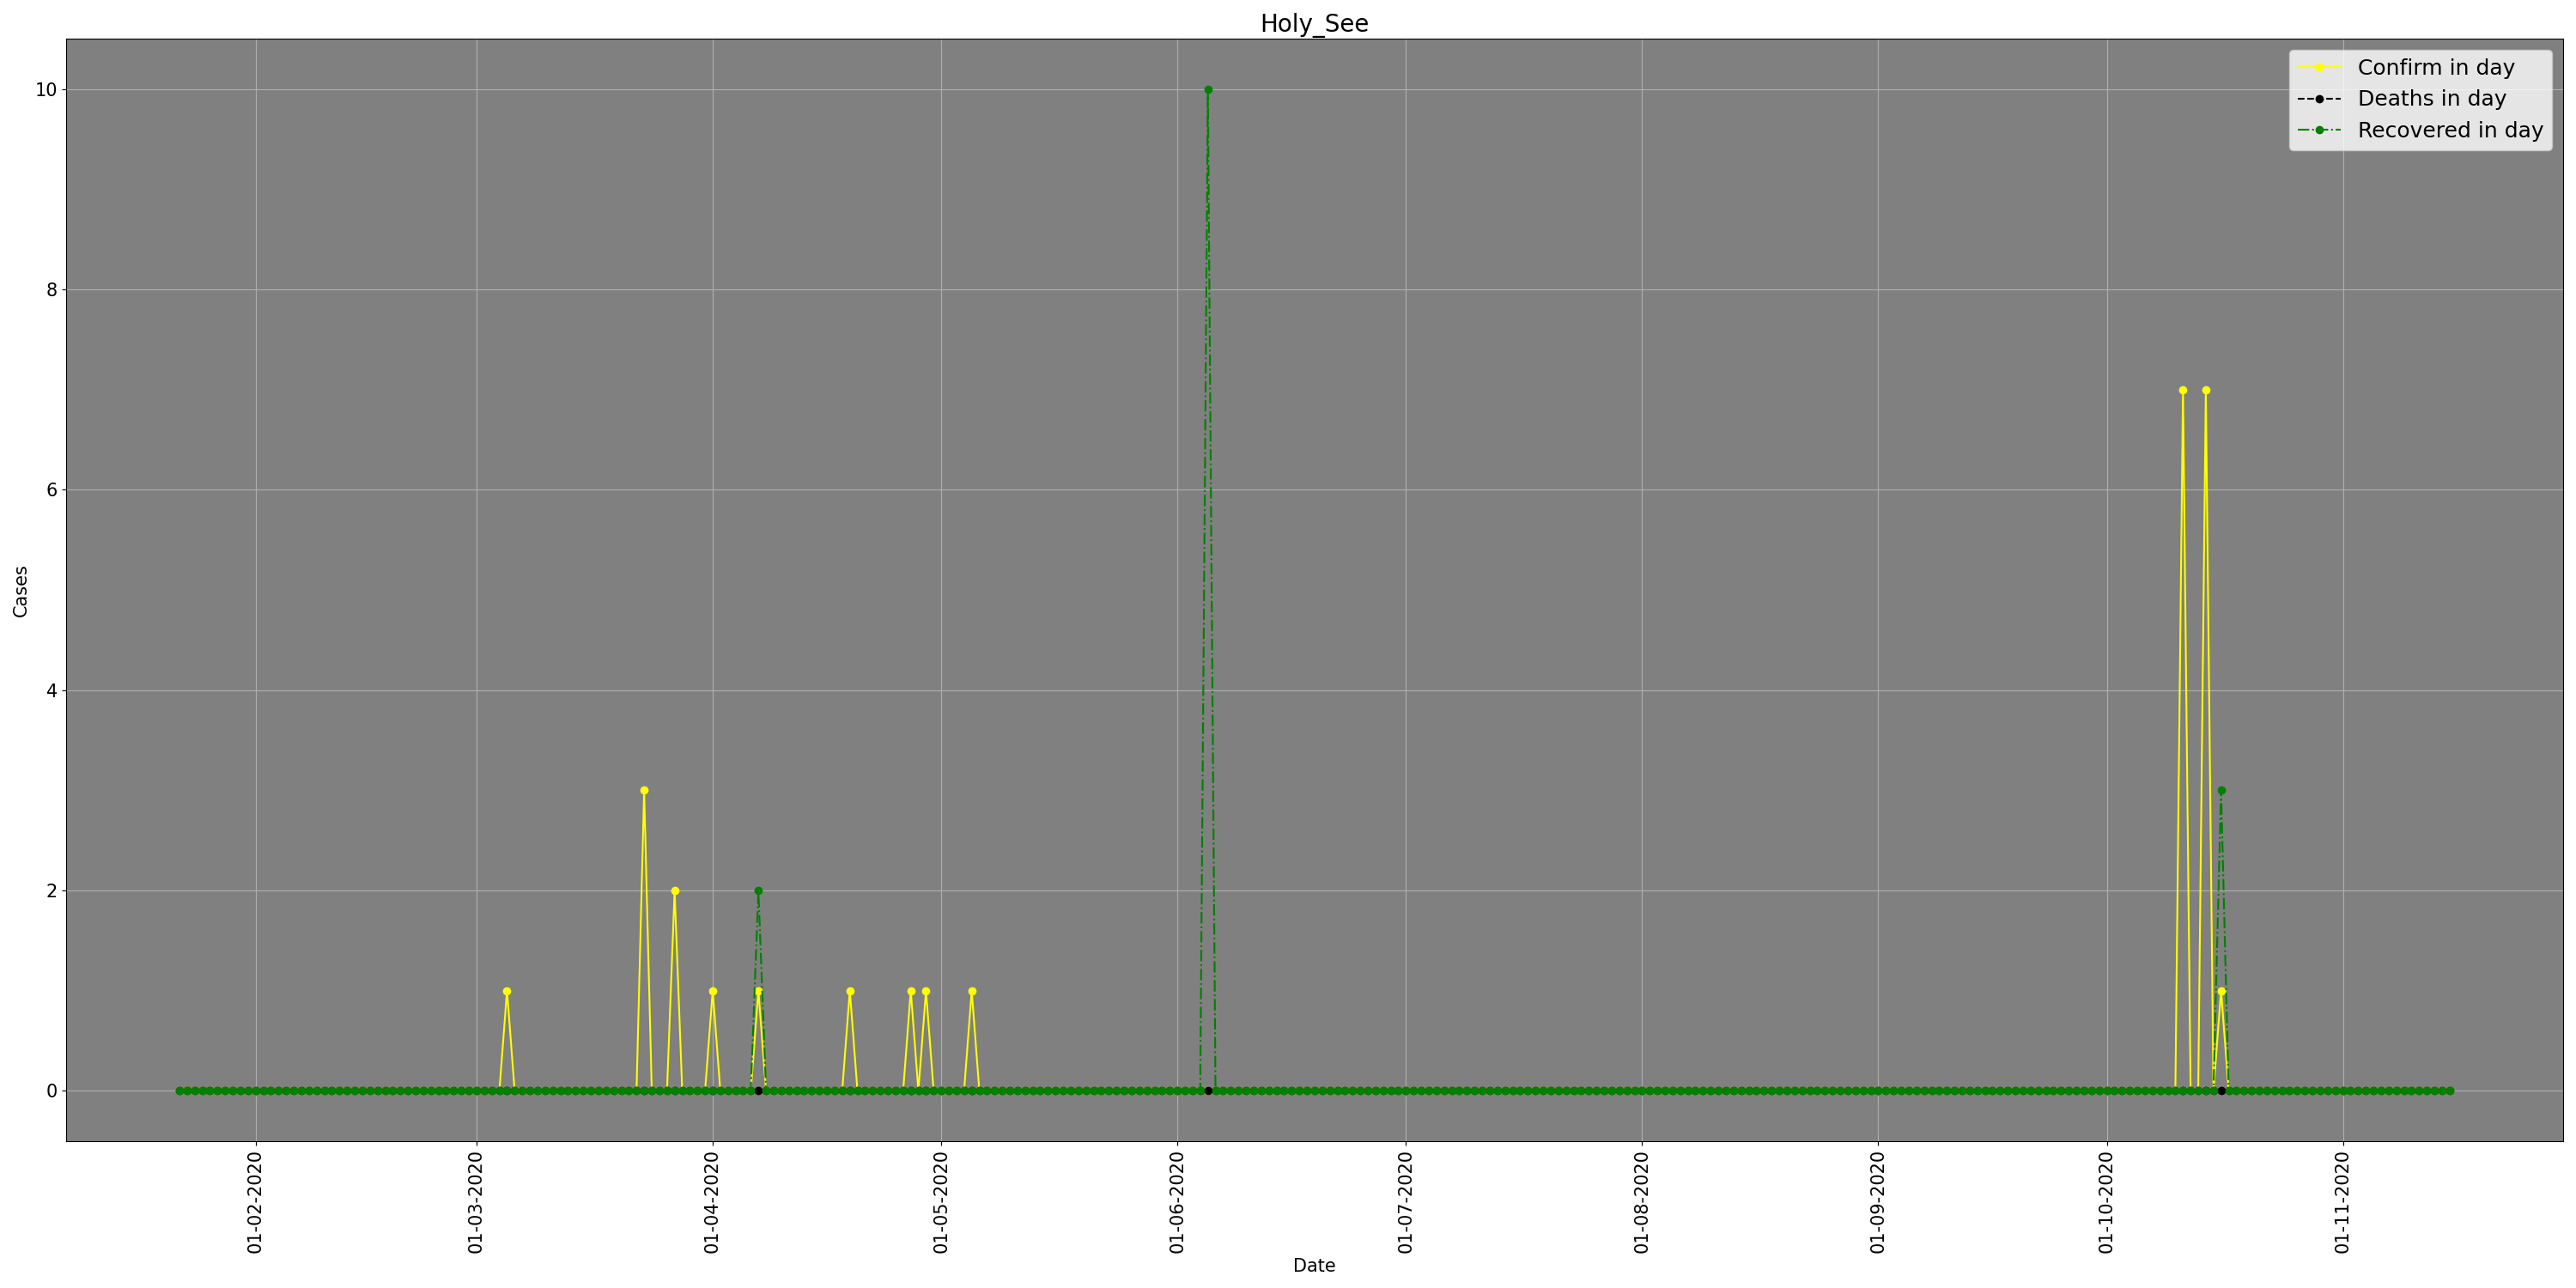 Holy_See
Confirm in day
Deaths in day
Recovered in day
10
8
6
4
2
0
Cases
01-02-2020
01-03-2020
01-04-2020
01-05-2020
01-06-2020
01-07-2020
01-08-2020
01-09-2020
01-10-2020
01-11-2020
Date